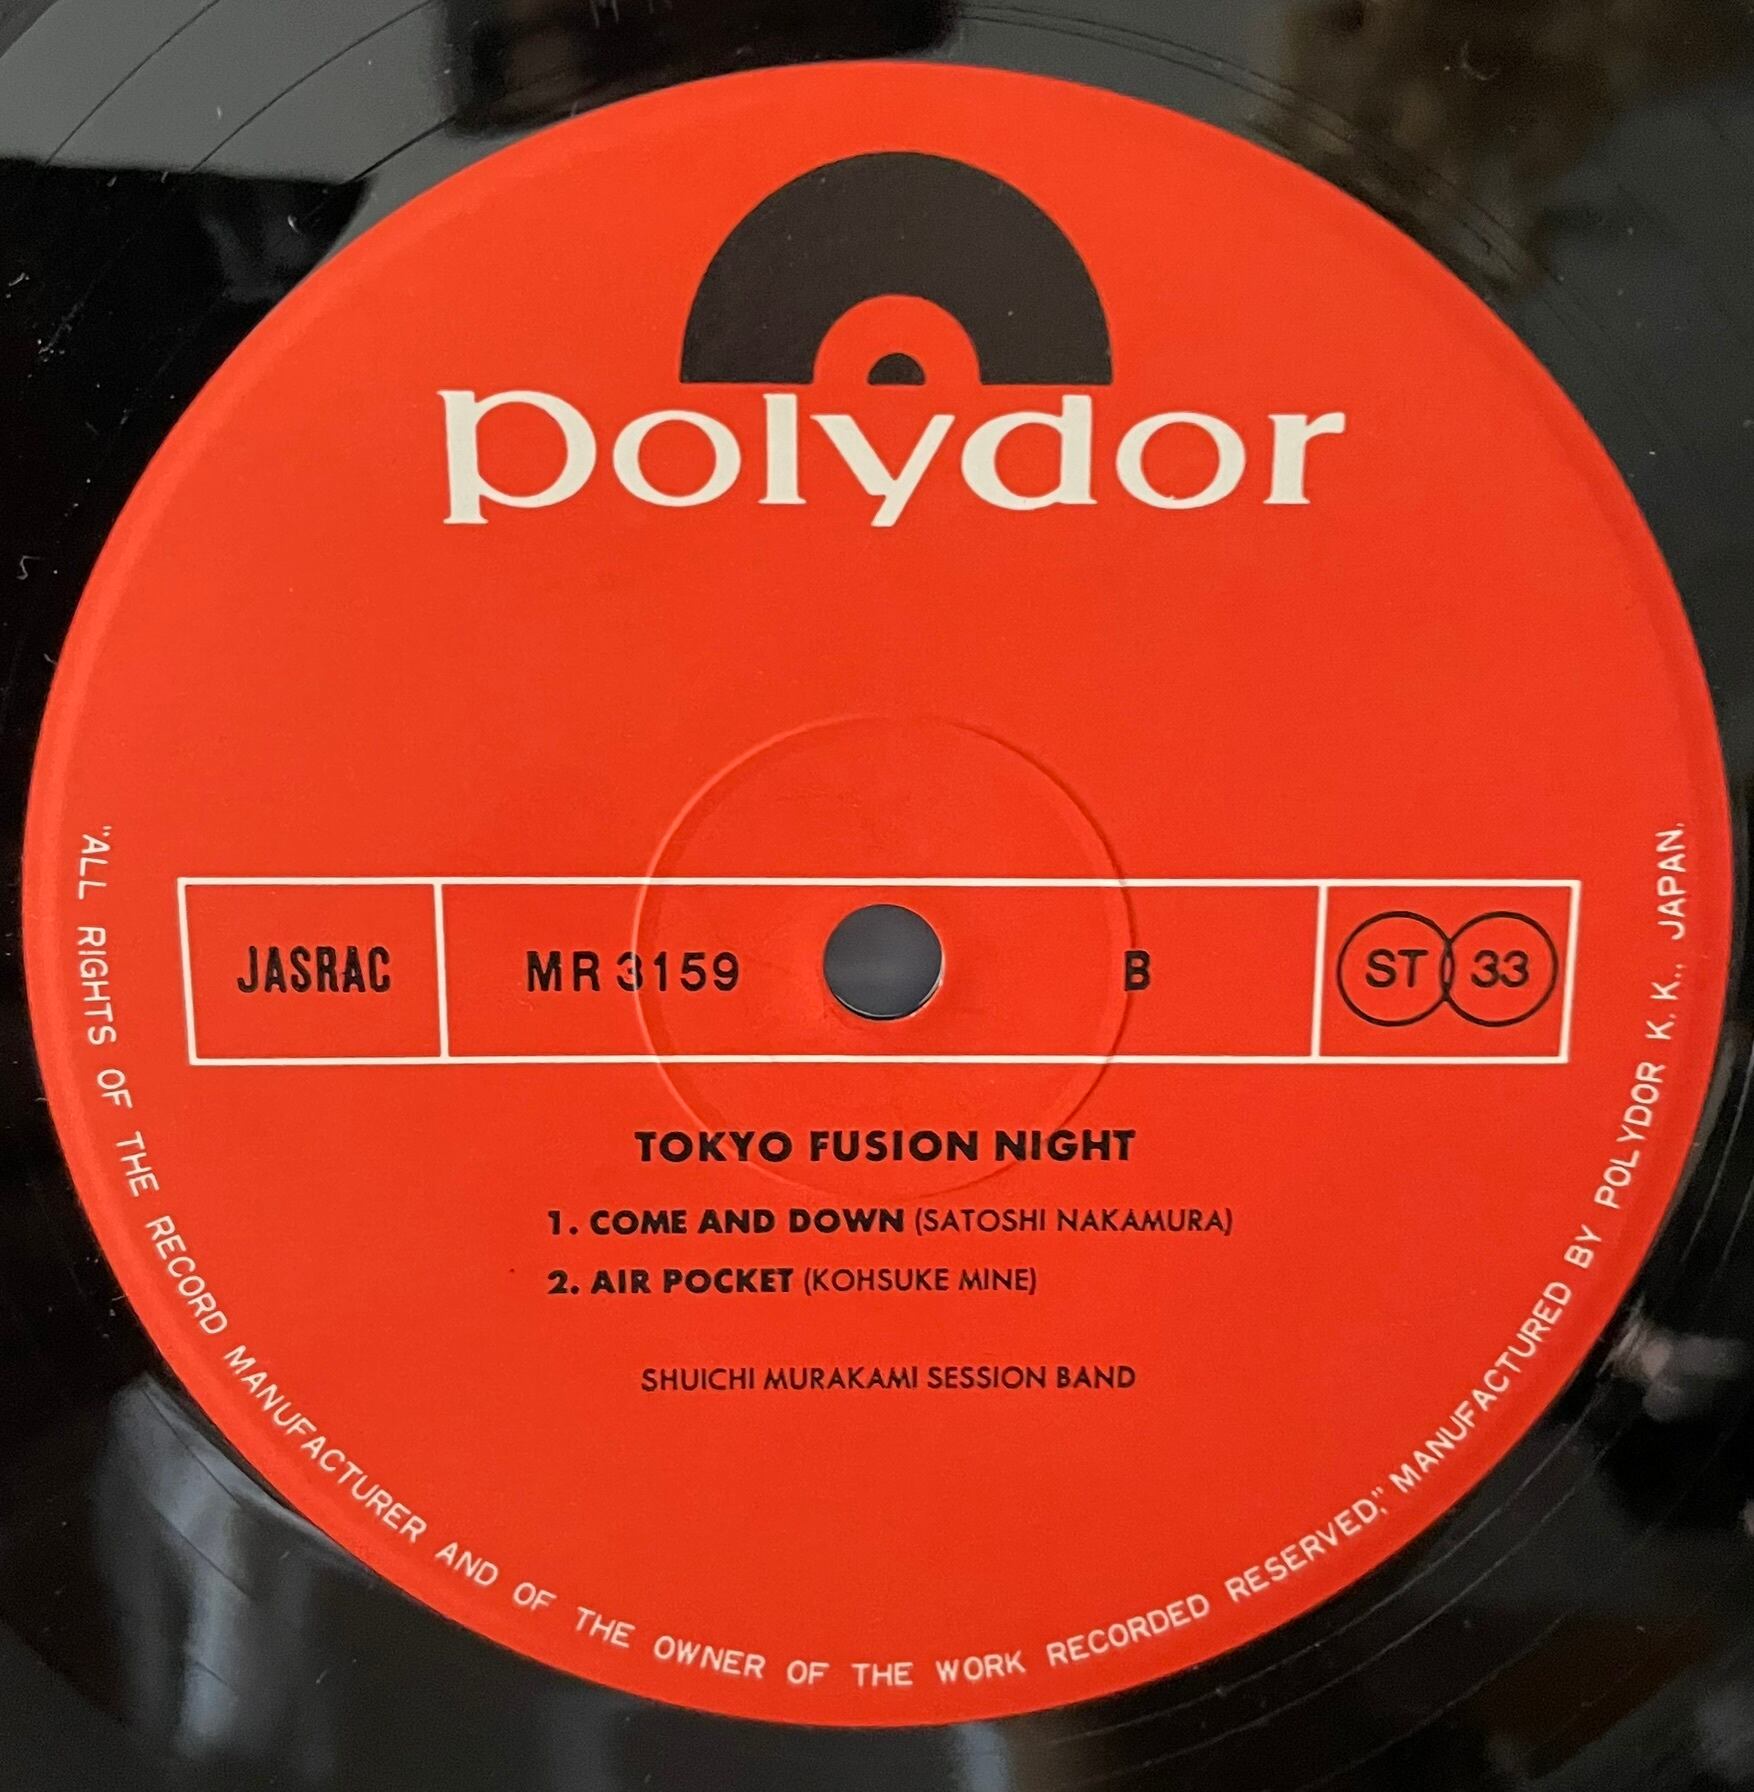 polydor
JASRAC
MR 3159
B
ST 33
TOKYO FUSION NIGHT
1. COME AND DOWN (SATOSHI NAKAMURA)
2. AIR POCKET (KOHSUKE MINE)
SHUICHI MURAKAMI SESSION BAND
"ALL RIGHTS OF THE RECORD MANUFACTURER AND OF THE OWNER OF THE WORK RECORDED RESERVED," MANUFACTURED BY POLYDOR K.K., JAPAN.